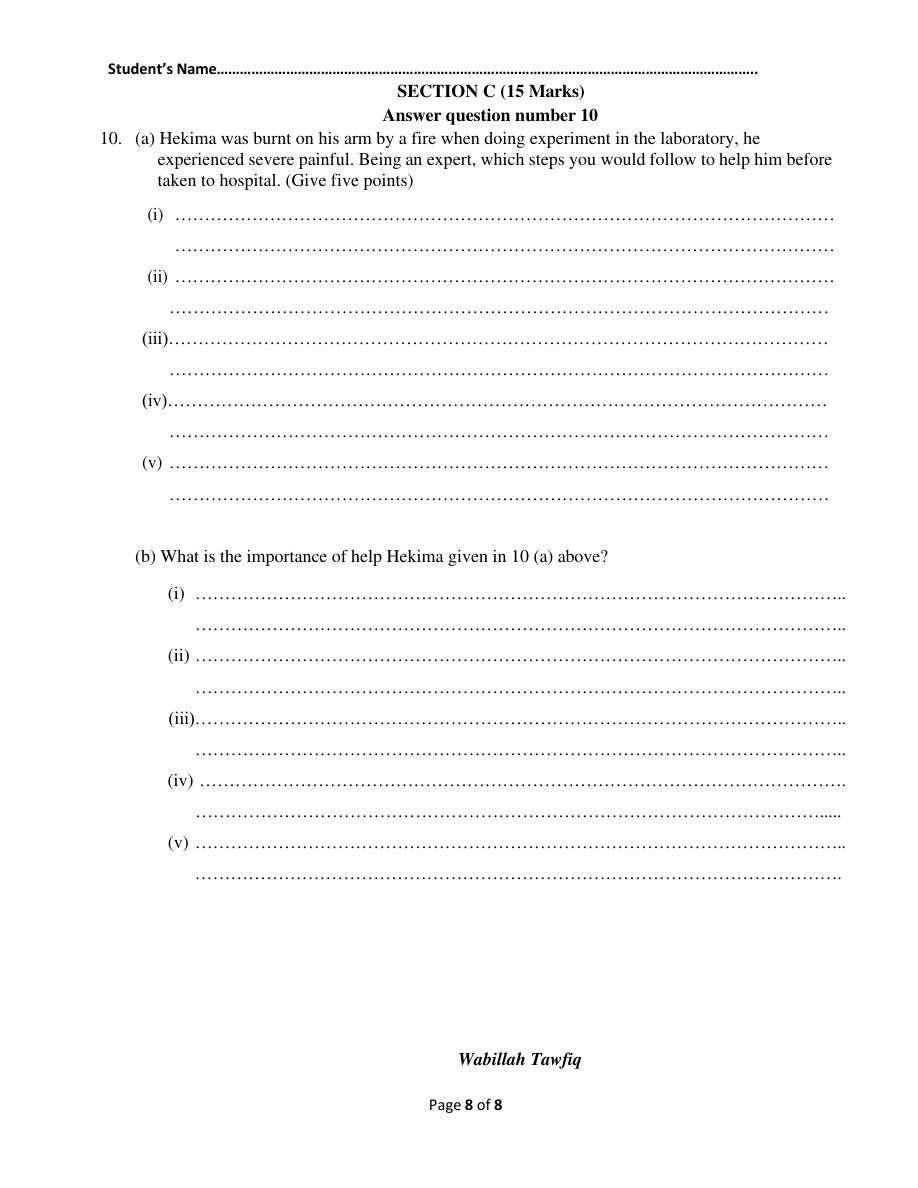 Student's Name……………………………………………………………………………………………………………………..
SECTION C (15 Marks)
Answer question number 10
10. (a) Hekima was burnt on his arm by a fire when doing experiment in the laboratory, he
experienced severe painful. Being an expert, which steps you would follow to help him before
taken to hospital. (Give five points)
(i) …………………………………………………………………………………………………
…………………………………………………………………………………………………
(ii) …………………………………………………………………………………………………
…………………………………………………………………………………………………
(iii)…………………………………………………………………………………………………
…………………………………………………………………………………………………
(iv)…………………………………………………………………………………………………
…………………………………………………………………………………………………
(v) …………………………………………………………………………………………………
…………………………………………………………………………………………………
(b) What is the importance of help Hekima given in 10 (a) above?
(i) ………………………………………………………………………………………………..
………………………………………………………………………………………………..
(ii) ………………………………………………………………………………………………..
………………………………………………………………………………………………..
(iii)………………………………………………………………………………………………..
………………………………………………………………………………………………..
(iv) ……………………………………………………………………………………………….
…………………………………………………………………………………………….....
(v) ………………………………………………………………………………………………..
……………………………………………………………………………………………….
Wabillah Tawfiq
Page 8 of 8